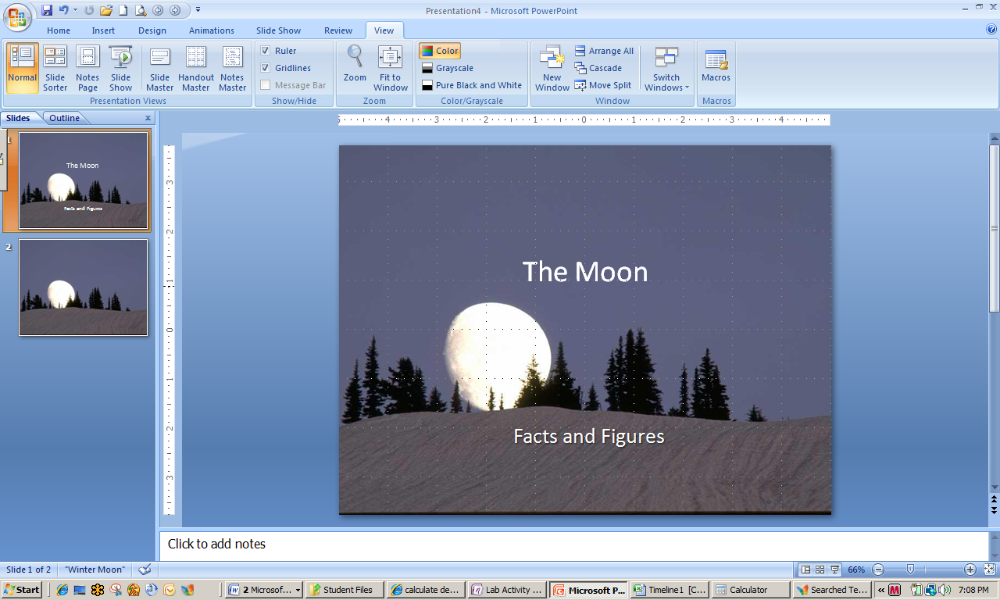 Presentation4 - Microsoft PowerPoint
Home Insert Design Animations Slide Show Review View
Normal Slide Sorter Notes Page Slide Show Slide Master Handout Master Notes Master
Presentation Views
Ruler
Gridlines
Message Bar
Show/Hide
Zoom Fit to Window
Zoom
Color
Grayscale
Pure Black and White
Color/Grayscale
New Window
Arrange All
Cascade
Move Split
Switch Windows
Window
Macros
Macros
Slides Outline x
4 3 2 1 0 1 2 3 4
1
The Moon
Facts and Figures
2
3
2
1
0
1
2
3
The Moon
Facts and Figures
Click to add notes
Slide 1 of 2 "Winter Moon" 66%
Start 2 Microsof... Student Files calculate de... Lab Activity ... Microsoft P... Timeline1 [C... Calculator Searched Te... « 7:08 PM